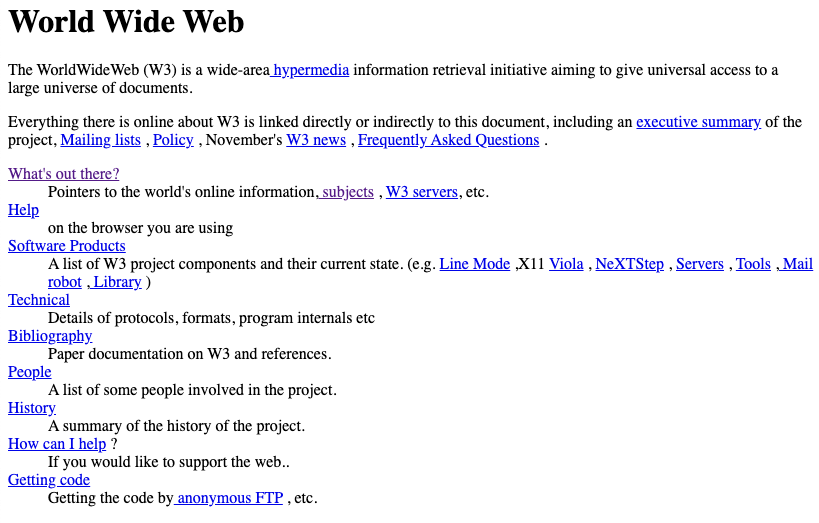 World Wide Web
The WorldWideWeb (W3) is a wide-area hypermedia information retrieval initiative aiming to give universal access to a
large universe of documents.
Everything there is online about W3 is linked directly or indirectly to this document, including an executive summary of the
project, Mailing lists , Policy , November's W3 news , Frequently Asked Questions .
What's out there?
Pointers to the world's online information, subjects , W3 servers, etc.
Help
on the browser you are using
Software Products
A list of W3 project components and their current state. (e.g. Line Mode ,X11 Viola , NeXTStep , Servers , Tools , Mail
robot , Library )
Technical
Details of protocols, formats, program internals etc
Bibliography
Paper documentation on W3 and references.
People
A list of some people involved in the project.
History
A summary of the history of the project.
How can I help ?
If you would like to support the web..
Getting code
Getting the code by anonymous FTP , etc.